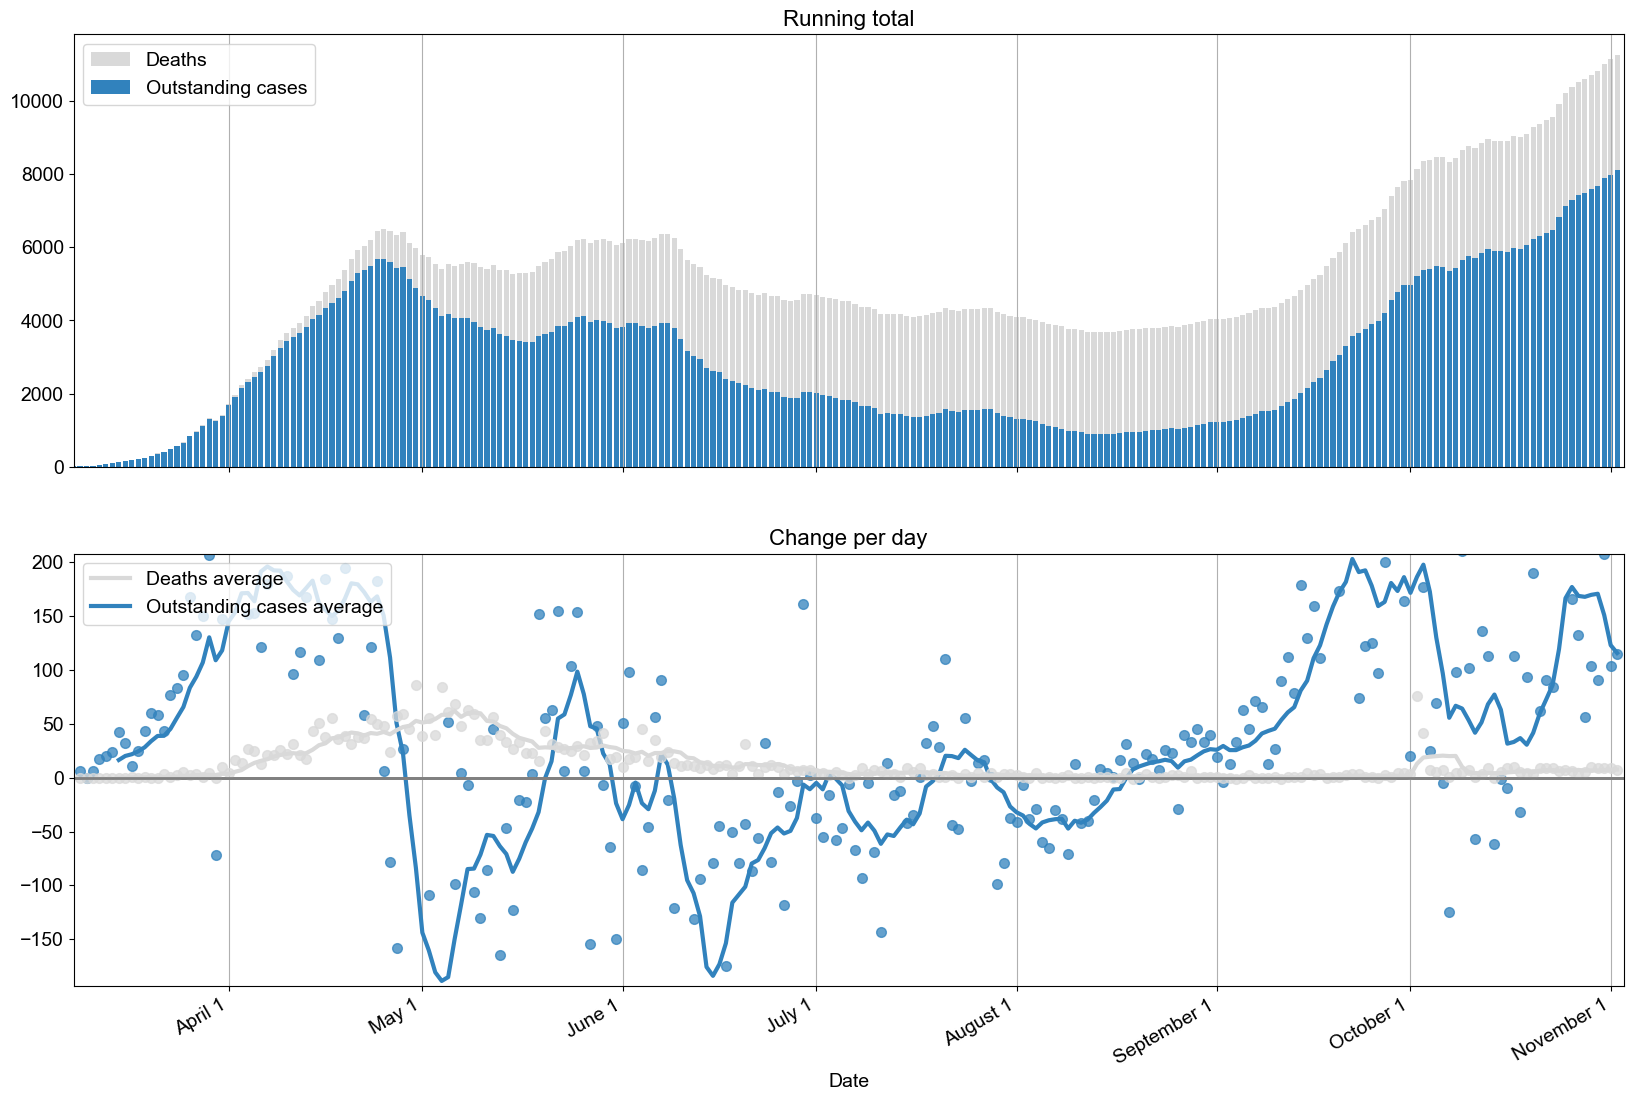 Running total
Deaths
Outstanding cases
10000
8000
6000
4000
2000
0
Change per day
Deaths average
Outstanding cases average
200
150
100
50
0
−50
−100
−150
April 1
May 1
June 1
July 1
August 1
September 1
October 1
November 1
Date